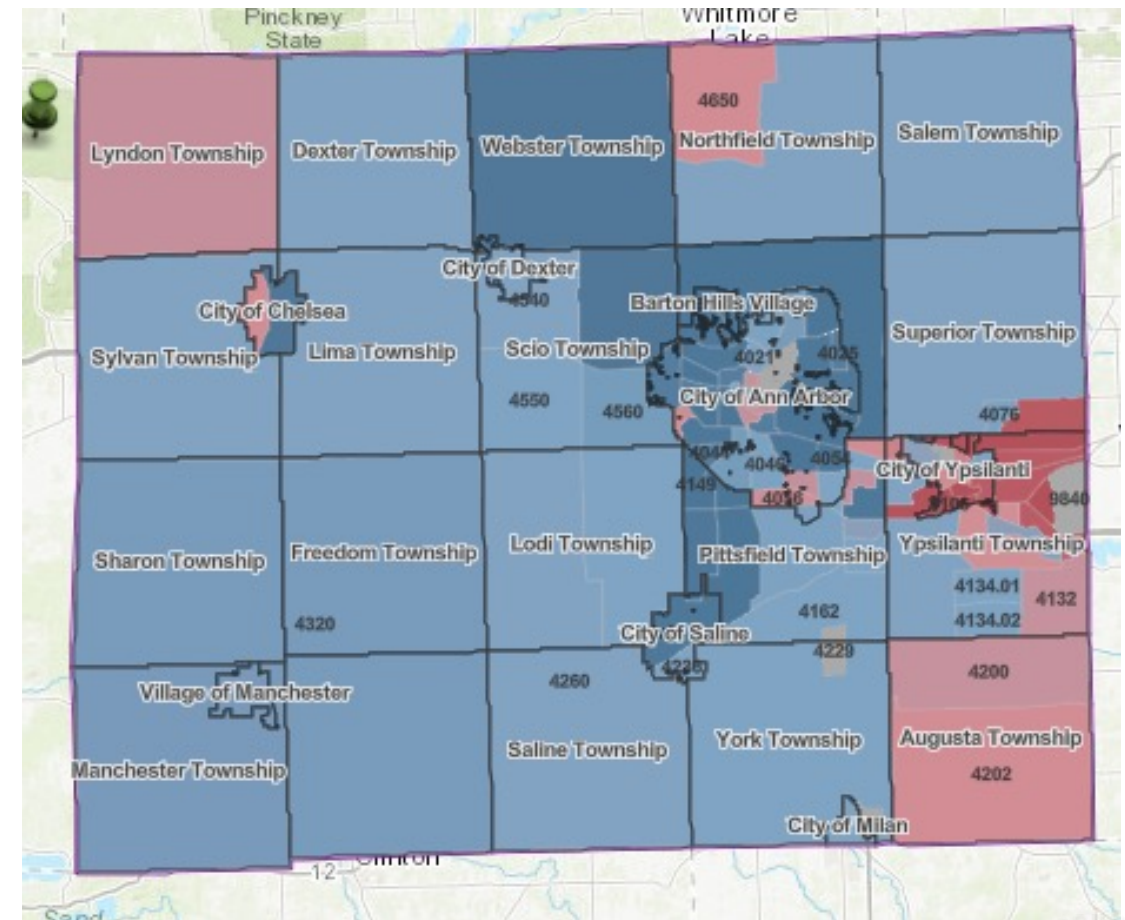 Pinckney
State
Whitmore
Lake
4650
Lyndon Township
Dexter Township
Webster Township
Northfield Township
Salem Township
City of Dexter
4540
City of Chelsea
Barton Hills Village
Sylvan Township
Lima Township
Scio Township
4021
4025
Superior Township
4550
4560
City of Ann Arbor
4076
4046
4054
City of Ypsilanti
4149
9840
Sharon Township
Freedom Township
Lodi Township
Pittsfield Township
Ypsilanti Township
4134.01
4132
4320
4162
4134.02
City of Saline
4229
4260
4200
Village of Manchester
Manchester Township
Saline Township
York Township
Augusta Township
4202
City of Milan
Clinton
12
Sand